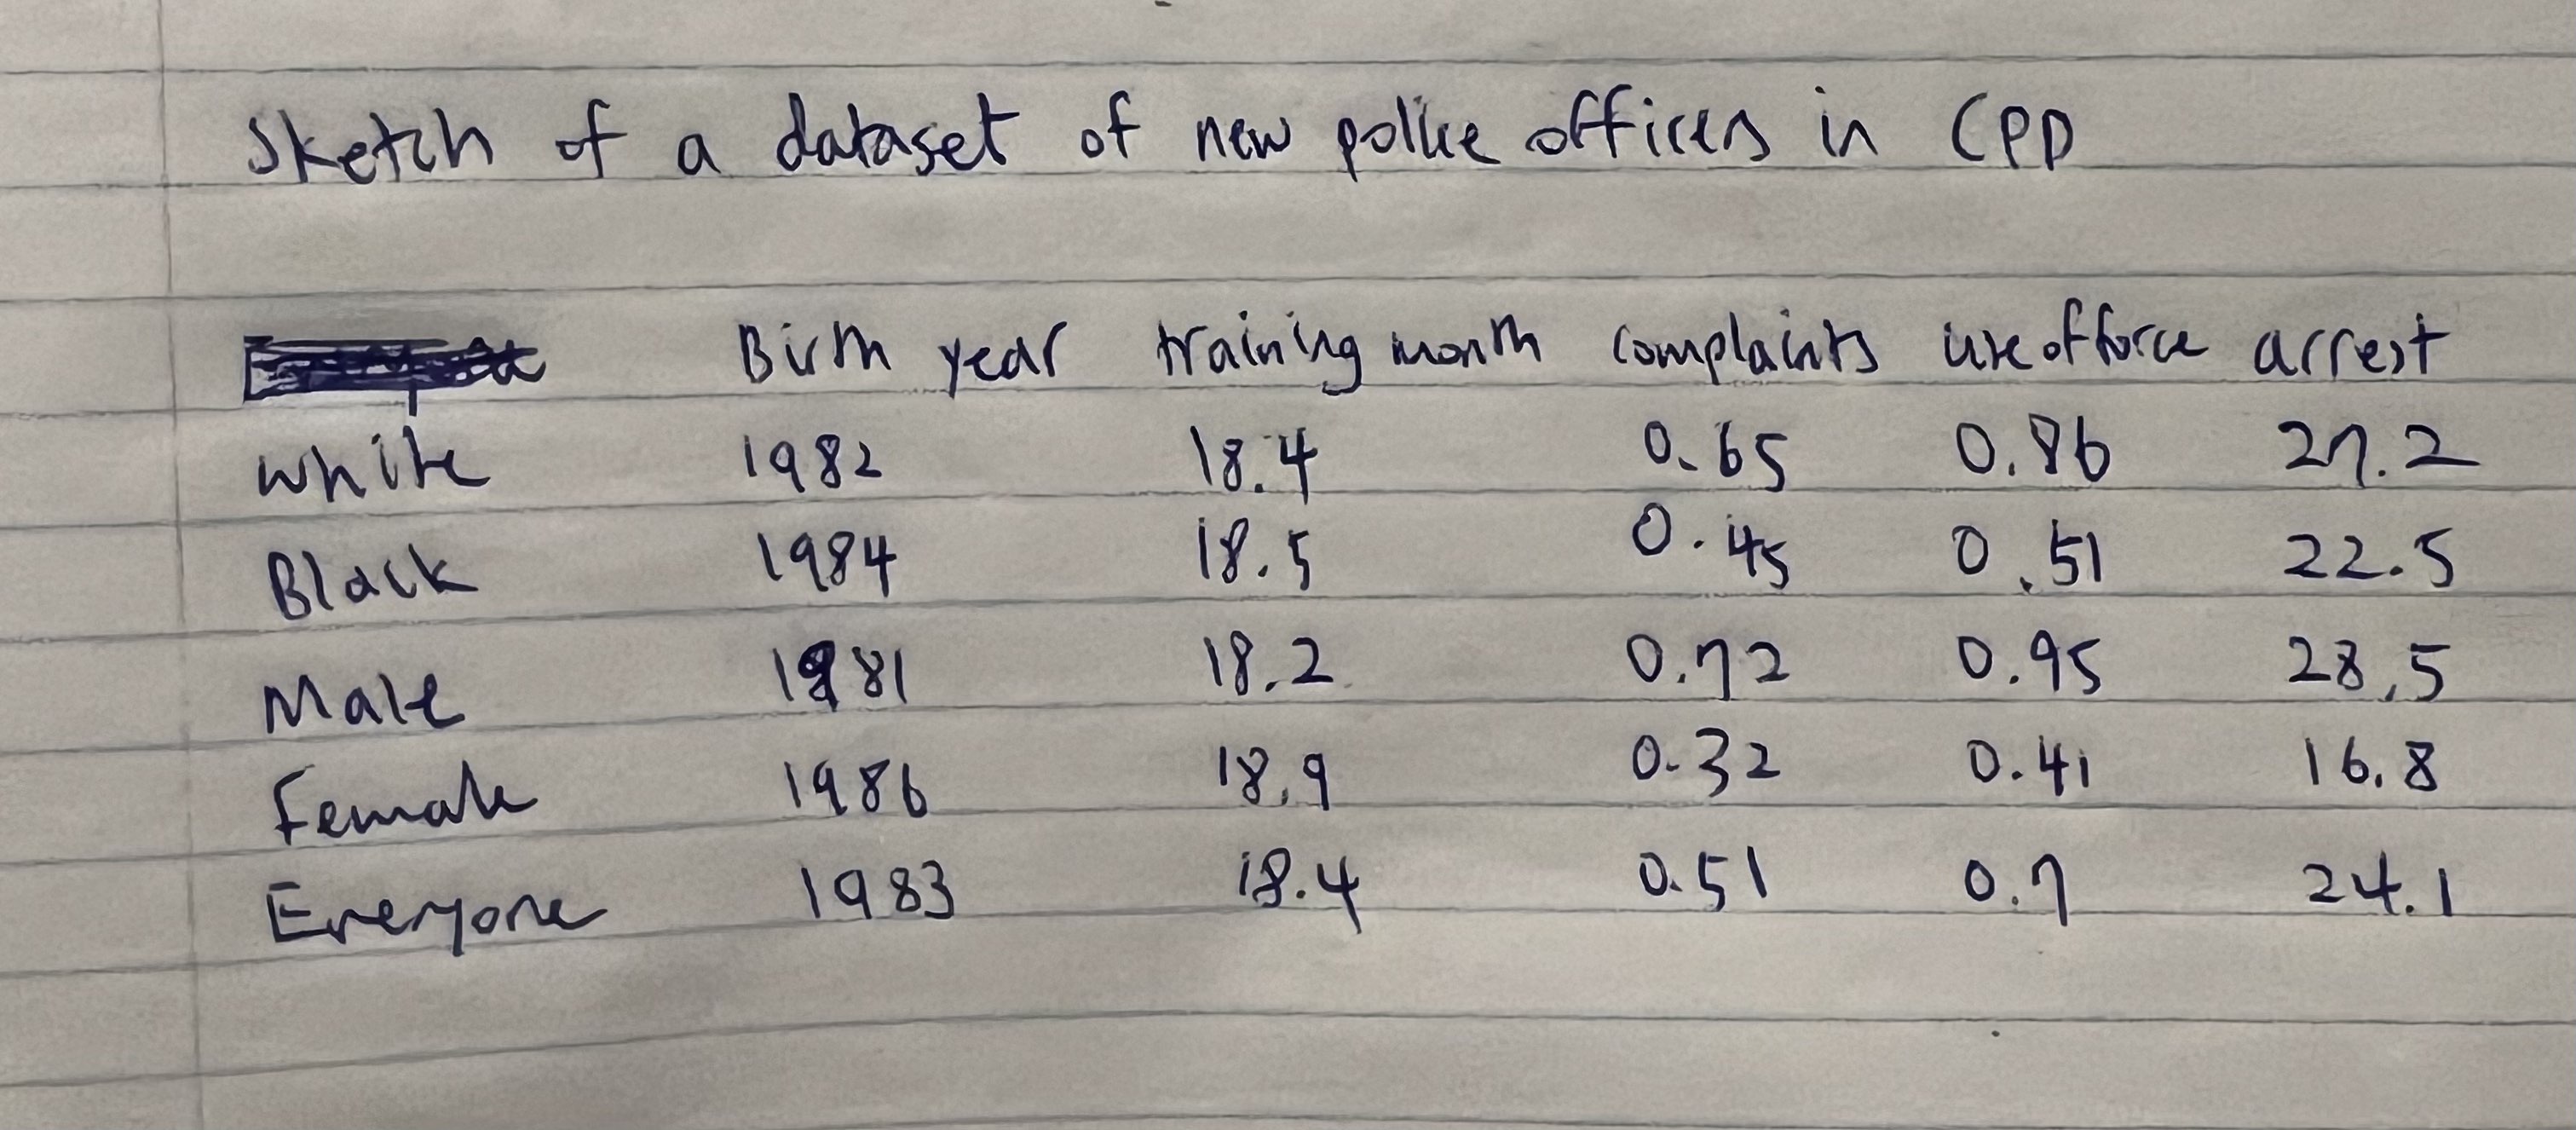 Sketch of a dataset of new police officers in CPD
Birth year training month complaints use of force arrest
White 1982 18.4 0.65 0.86 27.2
Black 1984 18.5 0.45 0.51 22.5
Male 1981 18.2 0.72 0.95 28.5
Female 1986 18.9 0.32 0.41 16.8
Everyone 1983 18.4 0.51 0.7 24.1